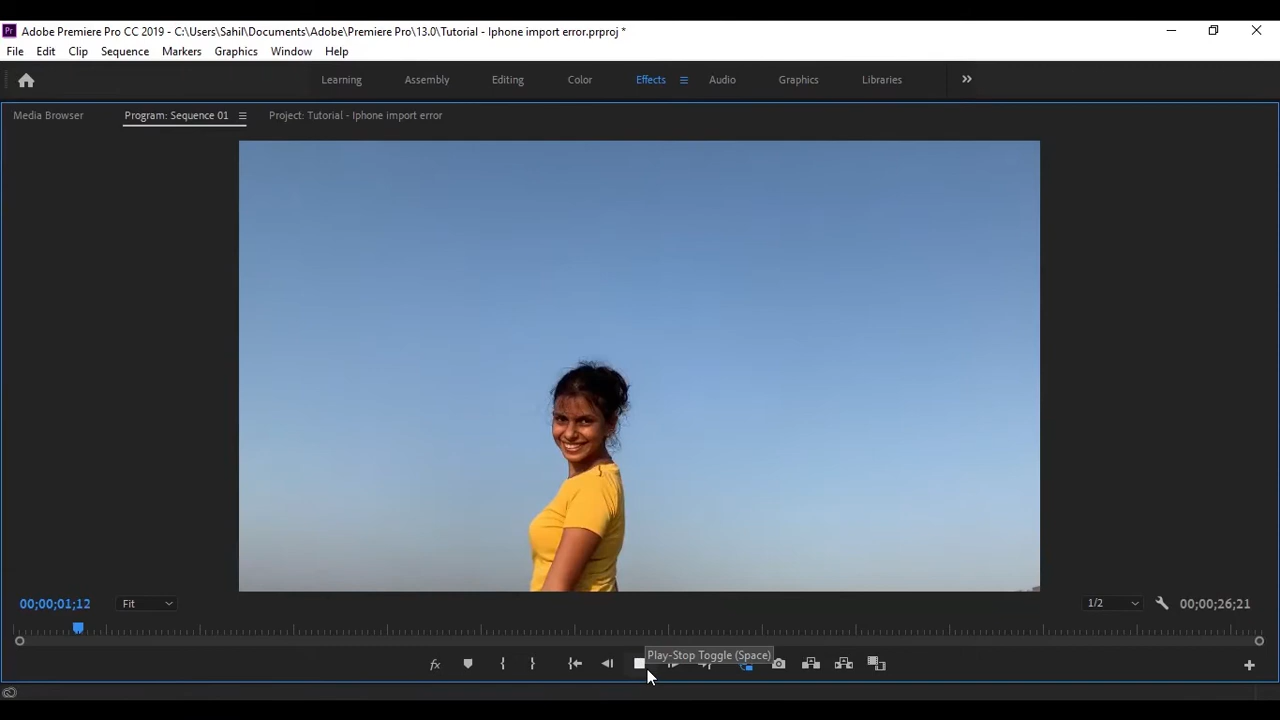 Pr Adobe Premiere Pro CC 2019 - C:\Users\Sahil\Documents\Adobe\Premiere Pro\13.0\Tutorial - Iphone import error.prproj *
File Edit Clip Sequence Markers Graphics Window Help
Learning Assembly Editing Color Effects Audio Graphics Libraries
Media Browser Program: Sequence 01 Project: Tutorial - Iphone import error
00;00;01;12 Fit 1/2 00;00;26;21
Play-Stop Toggle (Space)
fx